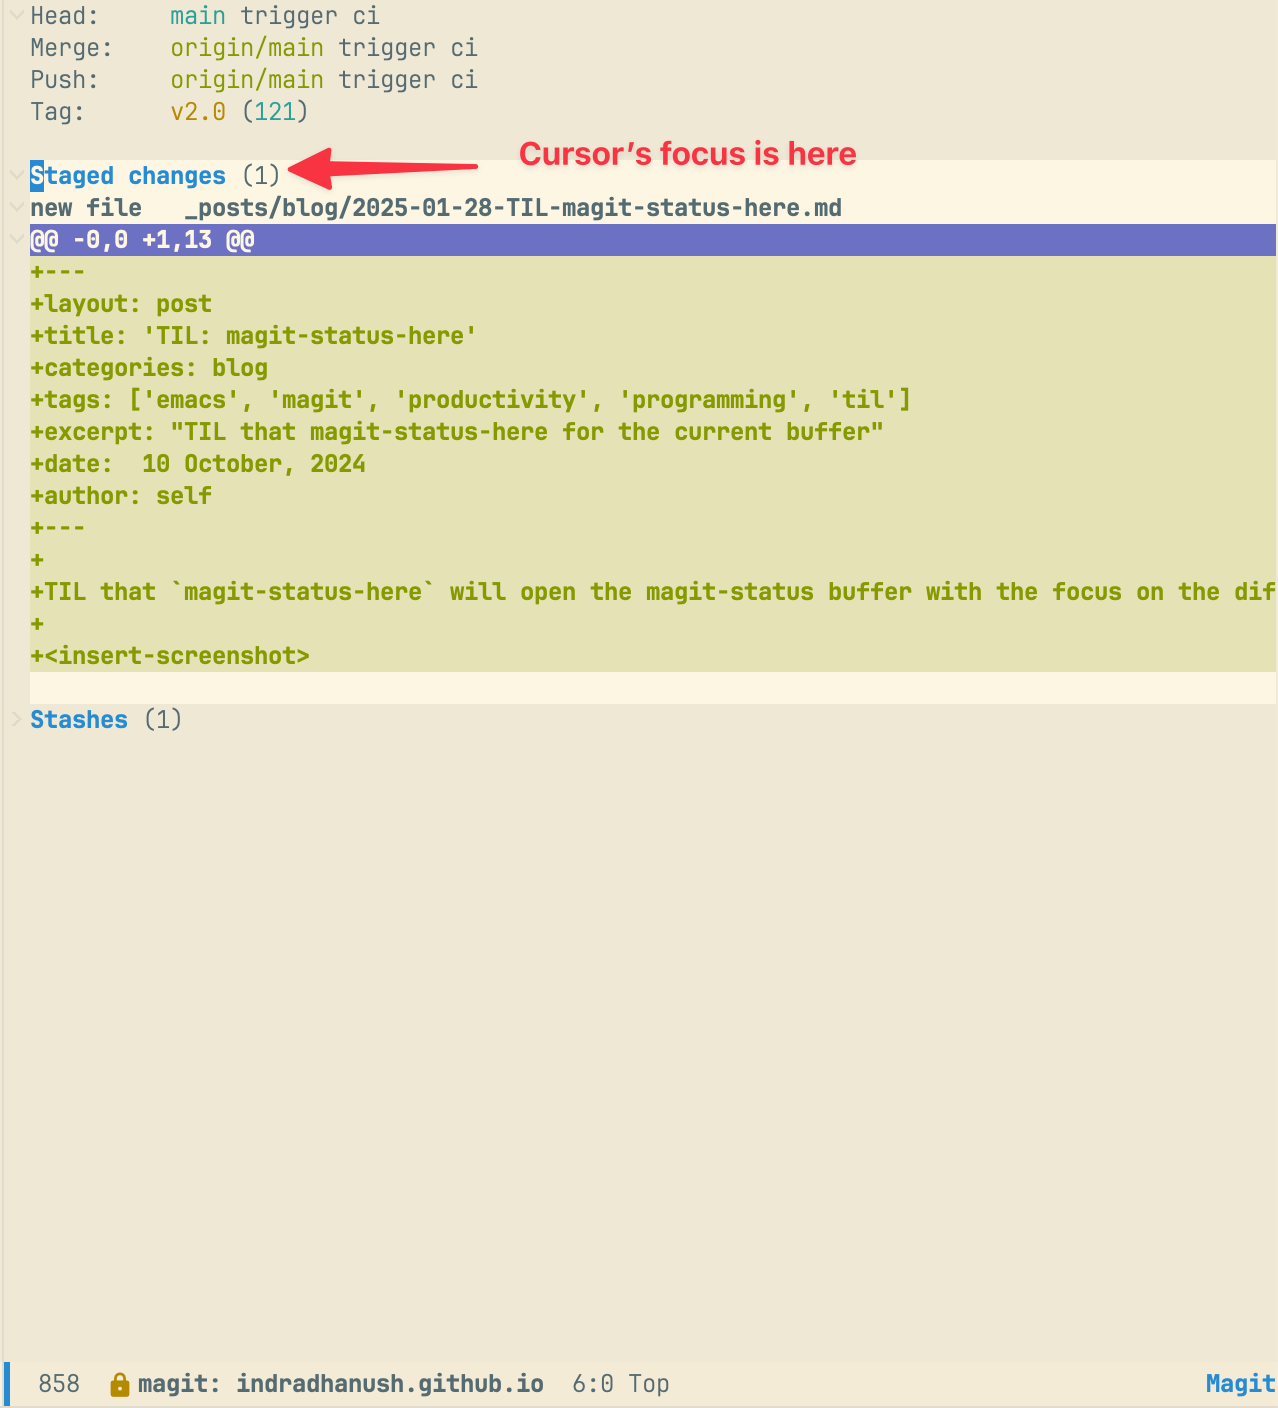 Head:     main trigger ci
Merge:    origin/main trigger ci
Push:     origin/main trigger ci
Tag:      v2.0 (121)
Cursor’s focus is here
Staged changes (1)
new file   _posts/blog/2025-01-28-TIL-magit-status-here.md
@@ -0,0 +1,13 @@
+---
+layout: post
+title: 'TIL: magit-status-here'
+categories: blog
+tags: ['emacs', 'magit', 'productivity', 'programming', 'til']
+excerpt: "TIL that magit-status-here for the current buffer"
+date:  10 October, 2024
+author: self
+---
+
+TIL that `magit-status-here` will open the magit-status buffer with the focus on the dif
+
+<insert-screenshot>
Stashes (1)
858 magit: indradhanush.github.io  6:0 Top Magit